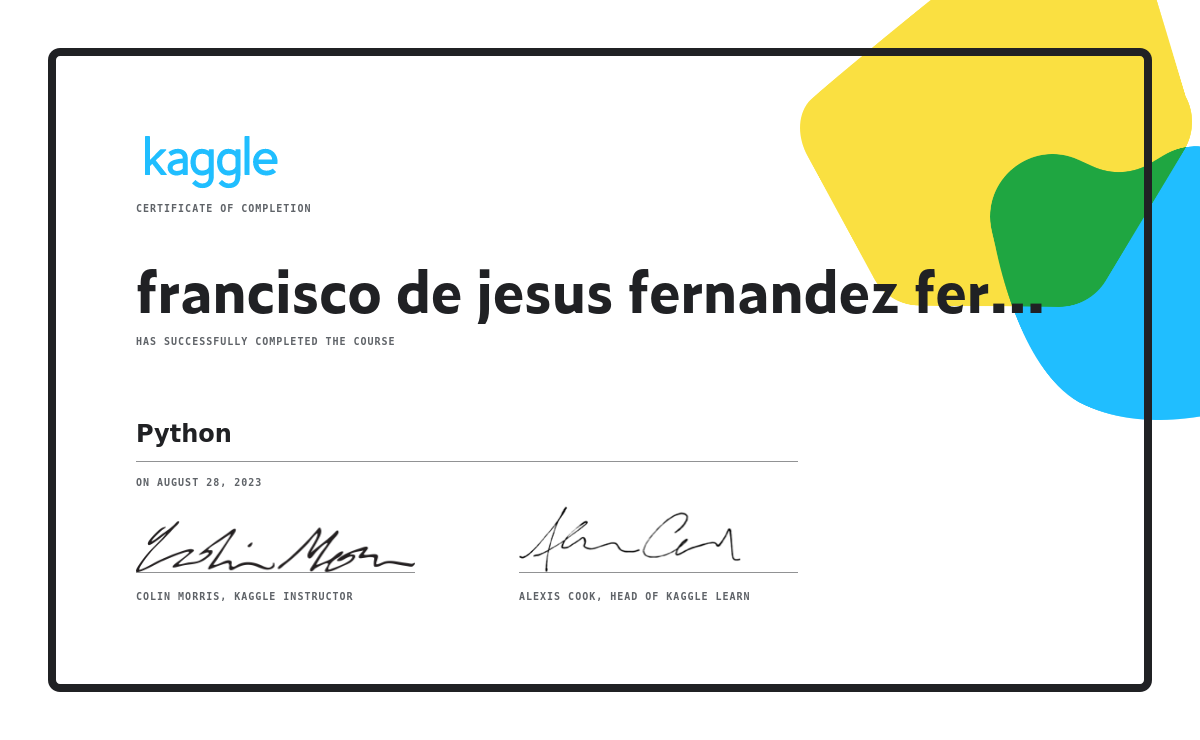 kaggle
CERTIFICATE OF COMPLETION
francisco de jesus fernandez fer...
HAS SUCCESSFULLY COMPLETED THE COURSE
Python
ON AUGUST 28, 2023
COLIN MORRIS, KAGGLE INSTRUCTOR
ALEXIS COOK, HEAD OF KAGGLE LEARN